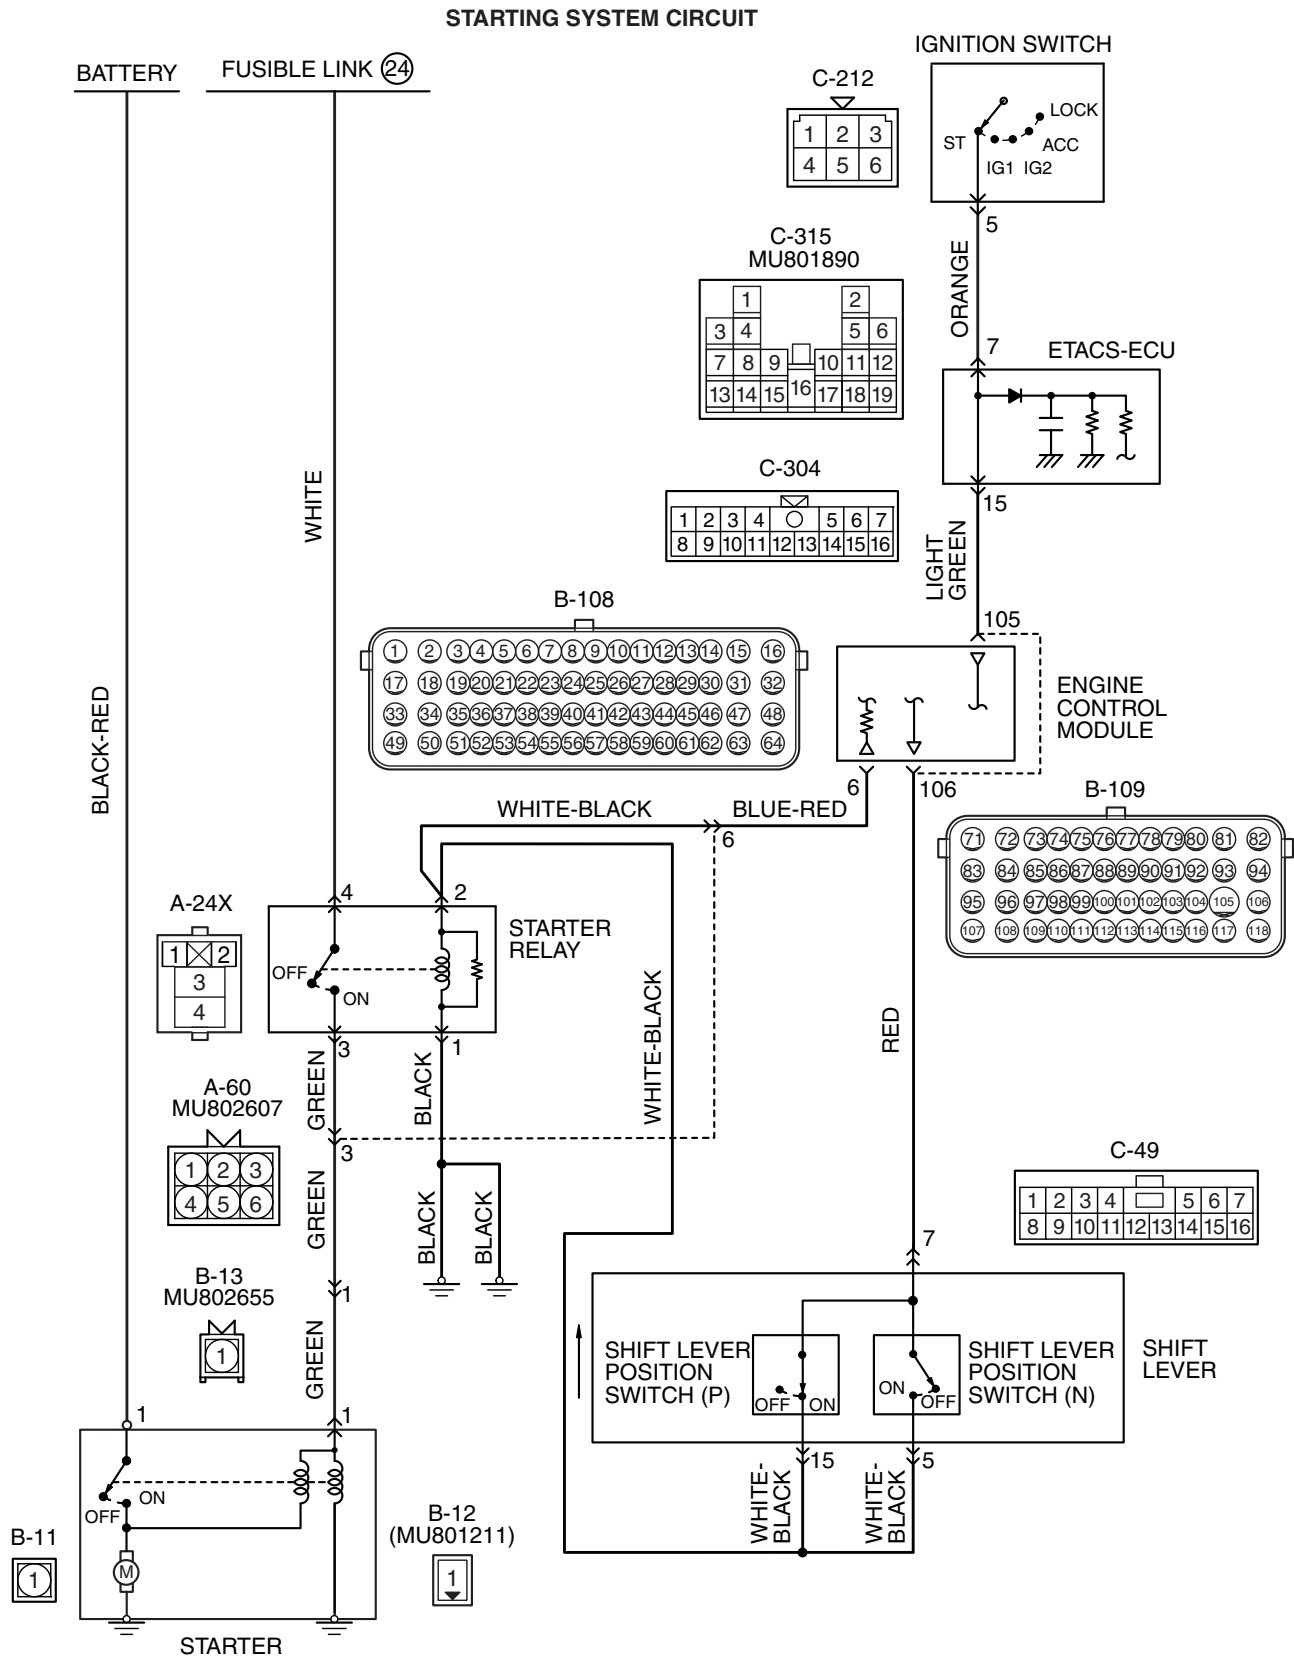 STARTING SYSTEM CIRCUIT
BATTERY
FUSIBLE LINK 24
IGNITION SWITCH
C-212
1 2 3
4 5 6
LOCK
ST
ACC
IG1 IG2
5
C-315
MU801890
1 2
3 4 5 6
7 8 9 10 11 12
13 14 15 16 17 18 19
ORANGE
7
ETACS-ECU
C-304
1 2 3 4 5 6 7
8 9 10 11 12 13 14 15 16
15
WHITE
LIGHT
GREEN
105
B-108
1 2 3 4 5 6 7 8 9 10 11 12 13 14 15 16
17 18 19 20 21 22 23 24 25 26 27 28 29 30 31 32
33 34 35 36 37 38 39 40 41 42 43 44 45 46 47 48
49 50 51 52 53 54 55 56 57 58 59 60 61 62 63 64
ENGINE
CONTROL
MODULE
BLACK-RED
6
106
B-109
71 72 73 74 75 76 77 78 79 80 81 82
83 84 85 86 87 88 89 90 91 92 93 94
95 96 97 98 99 100 101 102 103 104 105 106
107 108 109 110 111 112 113 114 115 116 117 118
WHITE-BLACK
BLUE-RED
6
4
2
A-24X
1 2
3
4
STARTER
RELAY
OFF
ON
3
1
WHITE-BLACK
RED
GREEN
BLACK
A-60
MU802607
1 2 3
4 5 6
3
GREEN
BLACK
BLACK
C-49
1 2 3 4 5 6 7
8 9 10 11 12 13 14 15 16
7
B-13
MU802655
1
1
GREEN
SHIFT LEVER
POSITION
SWITCH (P)
OFF ON
ON
OFF
SHIFT LEVER
POSITION
SWITCH (N)
SHIFT
LEVER
1
1
15
5
WHITE-
BLACK
WHITE-
BLACK
ON
OFF
M
B-11
1
B-12
(MU801211)
1
STARTER